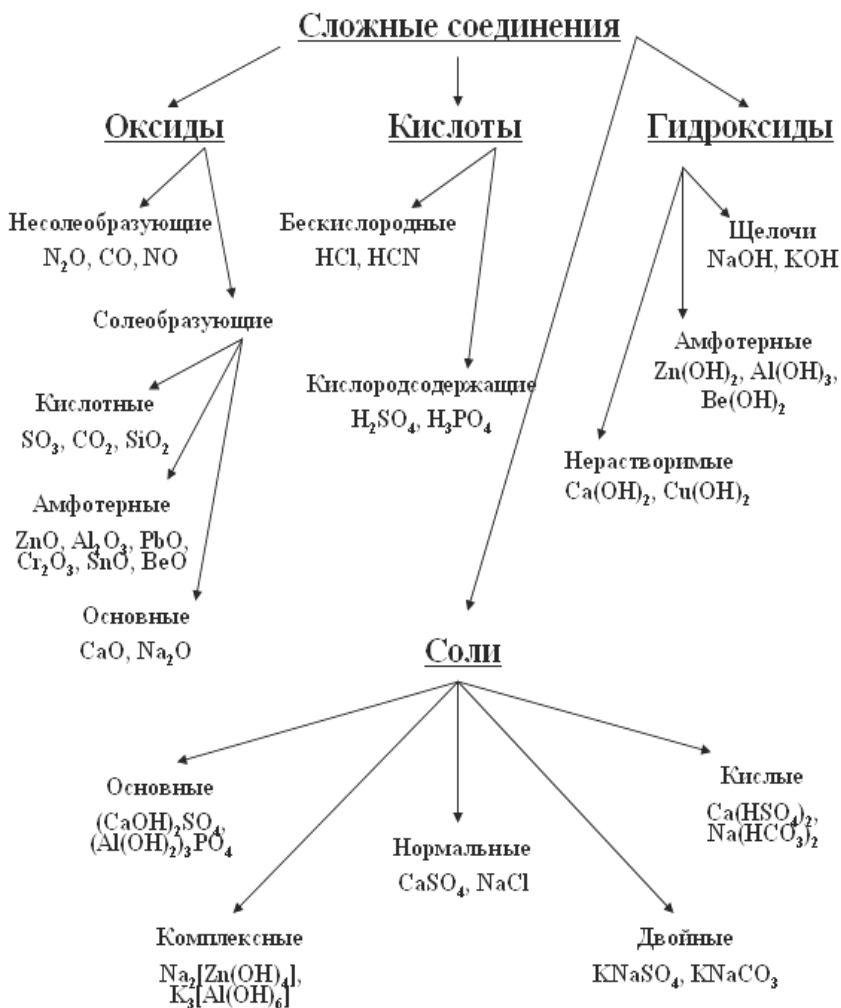 Сложные соединения
Оксиды
Кислоты
Гидроксиды
Несолеобразующие
N₂O, CO, NO
Бескислородные
HCl, HCN
Щелочи
NaOH, KOH
Солеобразующие
Амфотерные
Zn(OH)₂, Al(OH)₃,
Be(OH)₂
Кислородсодержащие
H₂SO₄, H₃PO₄
Кислотные
SO₃, CO₂, SiO₂
Нерастворимые
Ca(OH)₂, Cu(OH)₂
Амфотерные
ZnO, Al₂O₃, PbO,
Cr₂O₃, SnO, BeO
Основные
CaO, Na₂O
Соли
Основные
(CaOH)₂SO₄,
(Al(OH)₂)₃PO₄
Нормальные
CaSO₄, NaCl
Кислые
Ca(HSO₄)₂,
Na(HCO₃)₂
Комплексные
Na₂[Zn(OH)₄],
K₃[Al(OH)₆]
Двойные
KNaSO₄, KNaCO₃